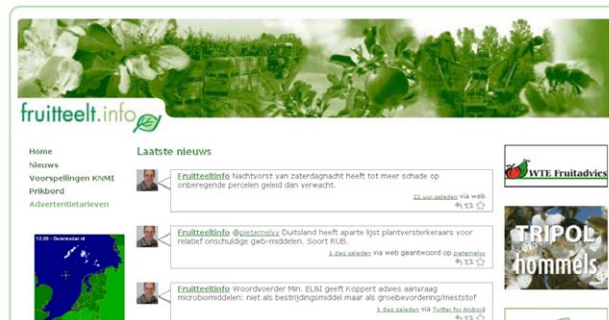 fruitteelt.info
Home
Nieuws
Voorspellingen KNMI
Prikbord
Advertentietarieven
Laatste nieuws
Fruitteeltinfo Nachtvorst van zaterdagnacht heeft tot meer schade op
onberegende percelen geleid dan verwacht.
22 uur geleden via web
Fruitteeltinfo @pietemelyy Duitsland heeft aparte lijst plantversterkeraars voor
relatief onschuldige gwb-middelen. Soort RUB.
1 dag geleden via web geantwoord op
Fruitteeltinfo Woordvoerder Min. EL&I geeft Koppert advies aanvraag
microbiomiddelen: niet als bestrijdingsmiddel maar als groeibevordering/meststof
1 dag geleden via Twitter for Android
WTE Fruitadvies
TRIPOL
hommels